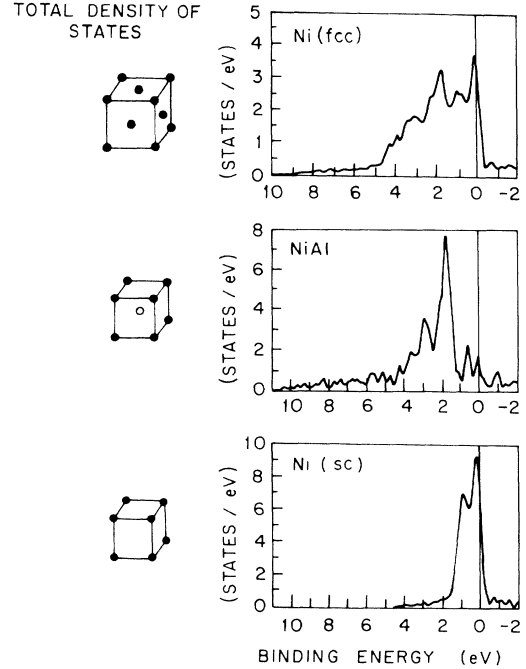 TOTAL DENSITY OF
STATES
Ni (fcc)
(STATES / eV)
5
4
3
2
1
0
10 8 6 4 2 0 -2
NiAl
(STATES / eV)
8
6
4
2
0
10 8 6 4 2 0 -2
Ni (sc)
(STATES / eV)
10
8
6
4
2
0
10 8 6 4 2 0 -2
BINDING ENERGY (eV)